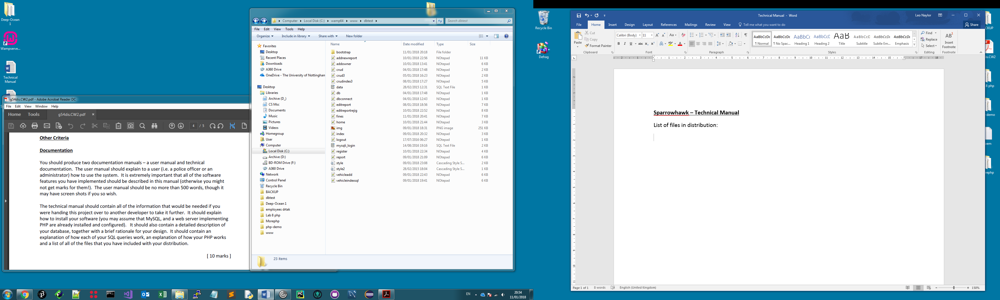 Deep-Ocean
1
Wampserve...
Technical
Manual
g54dis.CW2.pdf - Adobe Acrobat Reader DC
File Edit View Window Help
Home Tools g54dis.CW2.pdf ×
4 / 5
Other Criteria
Documentation
You should produce two documentation manuals – a user manual and technical
documentation. The user manual should explain to a user (i.e. a police officer or an
administrator) how to use the system. It is extremely important that all of the software
features you have implemented should be described in this manual (otherwise you might
not get marks for them!). The user manual should be no more than 500 words, though it
may have screen shots if you so wish.
The technical manual should contain all of the information that would be needed if you
were handing this project over to another developer to take it further. It should explain
how to install your software (you may assume that MySQL, and a web server implementing
PHP are already installed and configured). It should also contain a detailed description of
your database, together with a brief rationale for your design. It should contain an
explanation of how each of your SQL queries work, an explanation of how your PHP works
and a list of all of the files that you have included with your distribution.
[ 10 marks ]
Computer Local Disk (C:) wamp64 www dbtest
Search dbtest
File Edit View Tools Help
Organize Include in library Share with New folder
Favorites
Desktop
Recent Places
Downloads
A360 Drive
OneDrive - The University of Nottingham
Desktop
Libraries
Archive (D_)
CS Msc
Documents
Music
Pictures
Videos
Homegroup
User
Computer
Local Disk (C:)
Archive (D:)
BD-ROM Drive (F:)
A360 Drive
Network
Control Panel
Recycle Bin
BACKUP
dbtest
Deep-Ocean 1
employees drtak
Lab 8 php
Morephp
php-demo
www
Name Date modified Type Size
bootstrap 11/01/2018 20:18 File folder
addnewreport 10/01/2018 22:56 NOtepad 11 KB
addowner 10/01/2018 13:41 NOtepad 6 KB
crud 04/01/2018 17:48 NOtepad 2 KB
crud3 05/01/2018 16:23 NOtepad 2 KB
crudindex3 08/01/2018 17:27 NOtepad 5 KB
data 28/02/2015 12:31 SQL Text File 1 KB
db 04/01/2018 17:48 NOtepad 1 KB
dbconnect 04/01/2018 12:43 NOtepad 1 KB
editreport 08/01/2018 18:56 NOtepad 7 KB
editreportrejig 10/01/2018 22:52 NOtepad 8 KB
fines 11/01/2018 20:41 NOtepad 7 KB
home 10/01/2018 21:44 NOtepad 3 KB
img 09/01/2018 18:31 PNG image 251 KB
index 09/01/2018 20:32 NOtepad 3 KB
logout 17/07/2016 06:27 NOtepad 1 KB
mysqli_login 14/08/2016 19:16 SQL Text File 2 KB
register 10/01/2018 22:34 NOtepad 4 KB
report 09/01/2018 21:09 NOtepad 6 KB
style 09/01/2018 23:08 Cascading Style S... 2 KB
style2 28/02/2015 18:04 Cascading Style S... 1 KB
vehicleadd 09/01/2018 22:43 NOtepad 6 KB
vehicleindexsql 09/01/2018 19:41 NOtepad 6 KB
23 items
EN
20:54
11/01/2018
Recycle Bin
Defrag
Technical Manual - Word
Leo Naylor
File Home Insert Design Layout References Mailings Review View Tell me what you want to do
Share
Paste
Cut
Copy
Format Painter
Clipboard
Calibri (Body) 11
Font
Paragraph
AaBbCcDc AaBbCcDc AaBbCc AaBbCcD AaB AaBbCcD AaBbCcDc AaBbCcDc
¶ Normal ¶ No Spac... Heading 1 Heading 2 Title Subtitle Subtle Em... Emphasis
Styles
Find
Replace
Select
Editing
AB1
Insert
Footnote
Footnote
Sparrowhawk – Technical Manual
List of files in distribution:
Page 1 of 1 8 words English (United Kingdom)
150%
CKUP
is.CW2
8 php
-demo
rephp